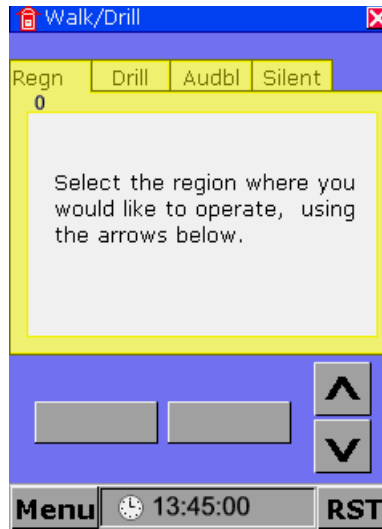 Walk/Drill
Regn Drill Audbl Silent
0
Select the region where you
would like to operate, using
the arrows below.
Menu 13:45:00 RST